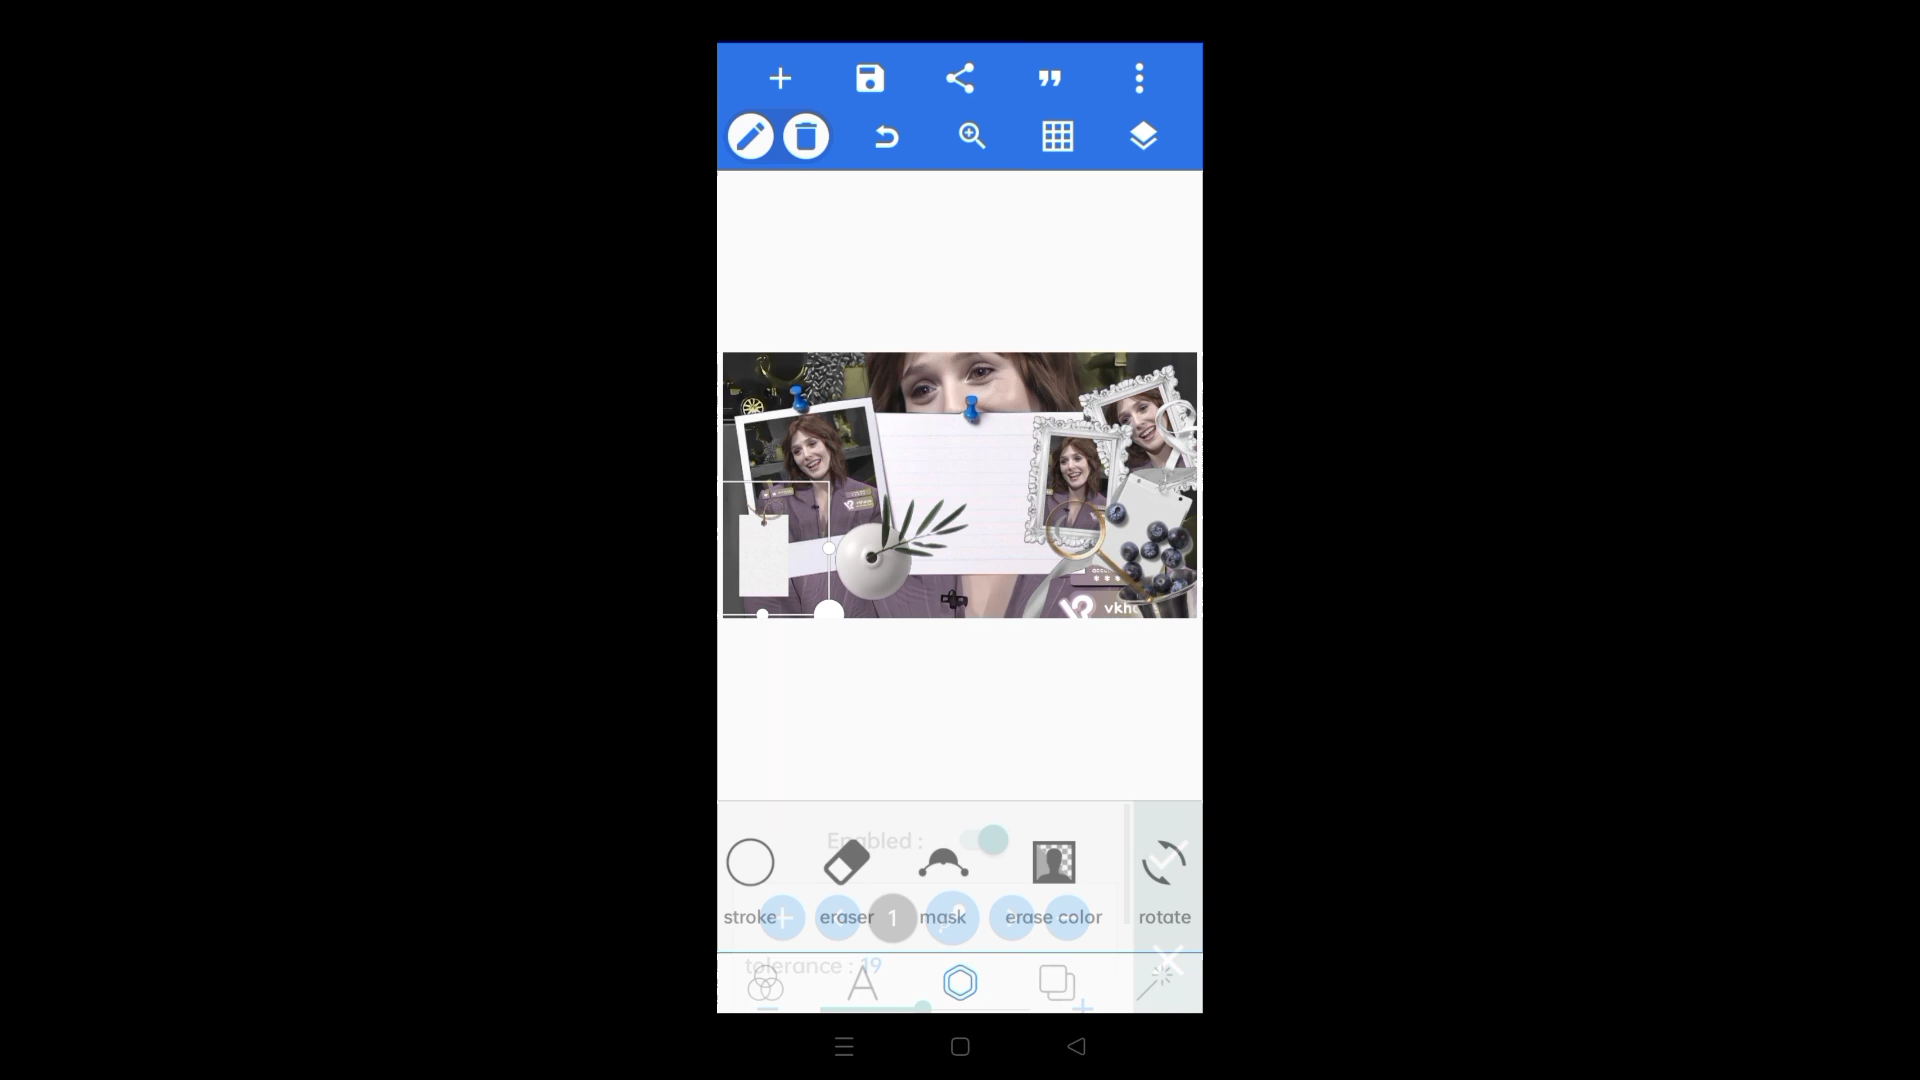 vkh
Enabled :
1
stroke
eraser
mask
erase color
rotate
tolerance : 19